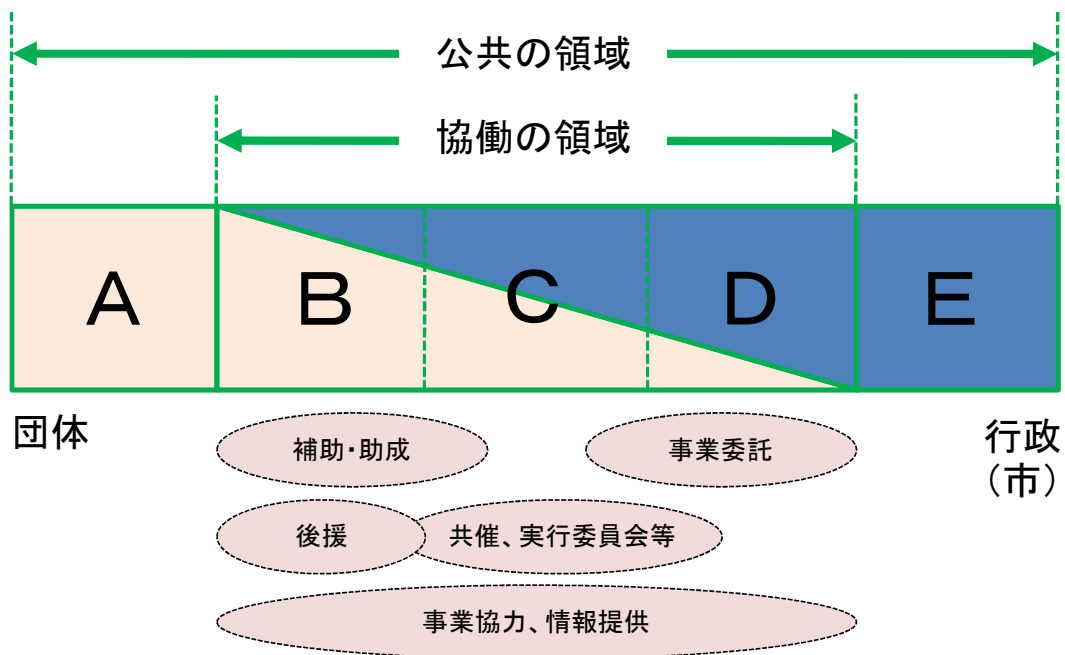 公共の領域
協働の領域
A
B
C
D
E
団体
行政
（市）
補助・助成
事業委託
後援
共催、実行委員会等
事業協力、情報提供